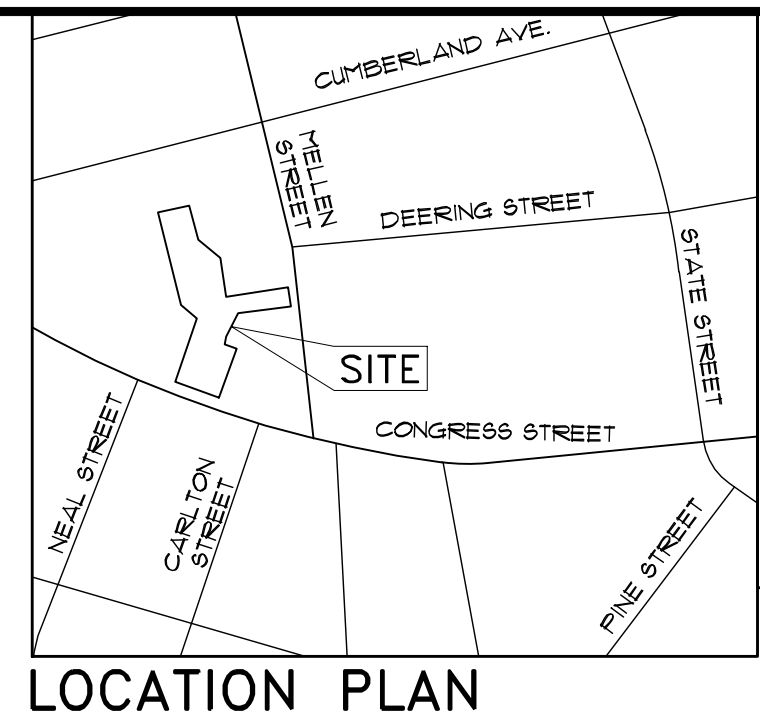 CUMBERLAND AVE.
MELLEN
STREET
DEERING STREET
STATE STREET
SITE
CONGRESS STREET
NEAL STREET
CARLTON
STREET
PINE STREET
LOCATION PLAN